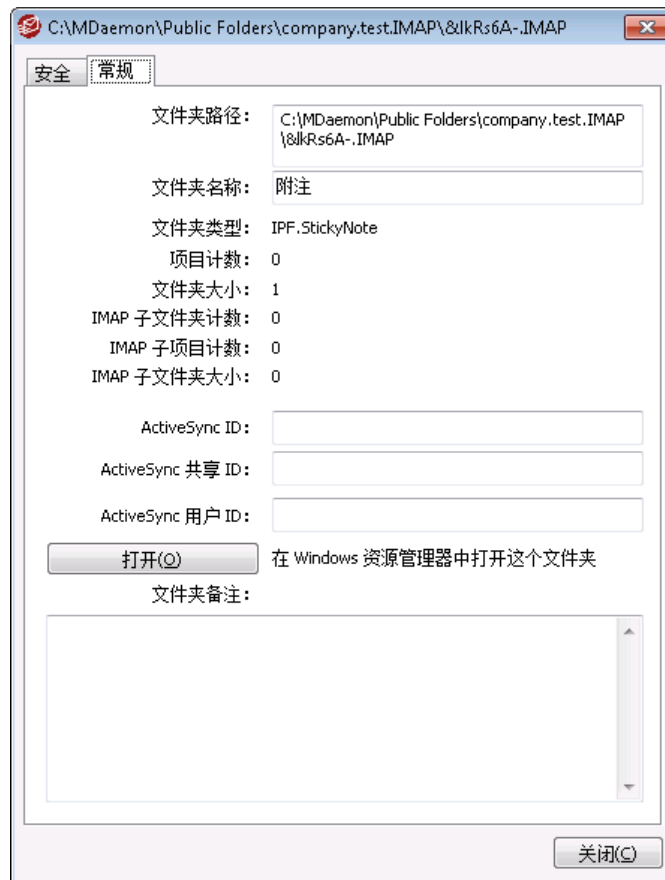 C:\MDaemon\Public Folders\company.test.IMAP\&lkRs6A-.IMAP
安全 常规
文件夹路径： C:\MDaemon\Public Folders\company.test.IMAP
\&lkRs6A-.IMAP
文件夹名称： 附注
文件夹类型： IPF.StickyNote
项目计数： 0
文件夹大小： 1
IMAP 子文件夹计数： 0
IMAP 子项目计数： 0
IMAP 子文件夹大小： 0
ActiveSync ID：
ActiveSync 共享 ID：
ActiveSync 用户 ID：
打开(O) 在 Windows 资源管理器中打开这个文件夹
文件夹备注：
关闭(C)